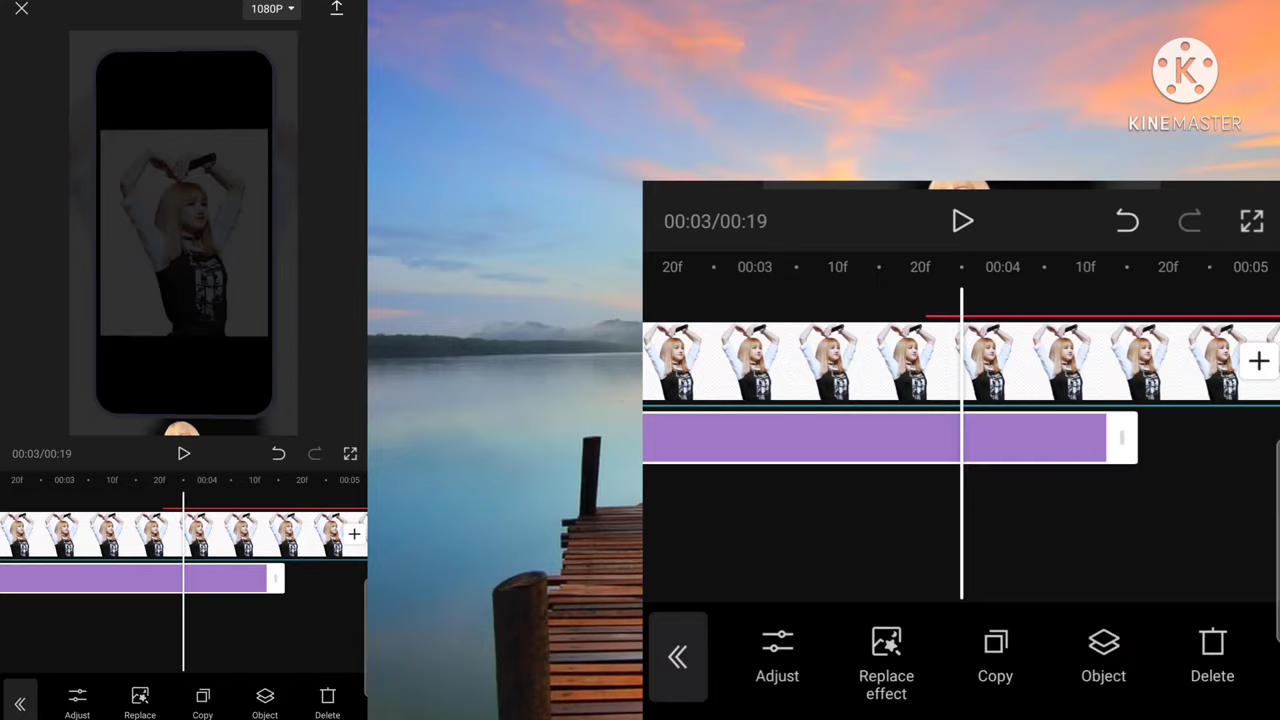 1080P
00:03/00:19
20f 00:03 10f 20f 00:04 10f 20f 00:05
Adjust Replace Copy Object Delete
KINEMASTER
00:03/00:19
20f 00:03 10f 20f 00:04 10f 20f 00:05
Adjust Replace effect Copy Object Delete